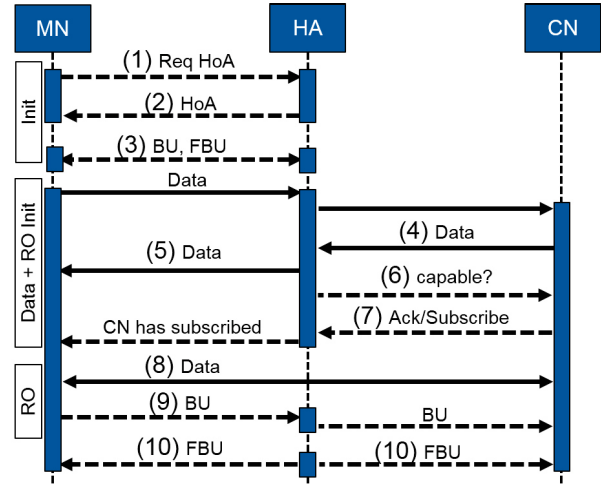 MN
HA
CN
Init
(1) Req HoA
(2) HoA
(3) BU, FBU
Data + RO Init
Data
(4) Data
(5) Data
(6) capable?
(7) Ack/Subscribe
CN has subscribed
RO
(8) Data
(9) BU
BU
(10) FBU
(10) FBU